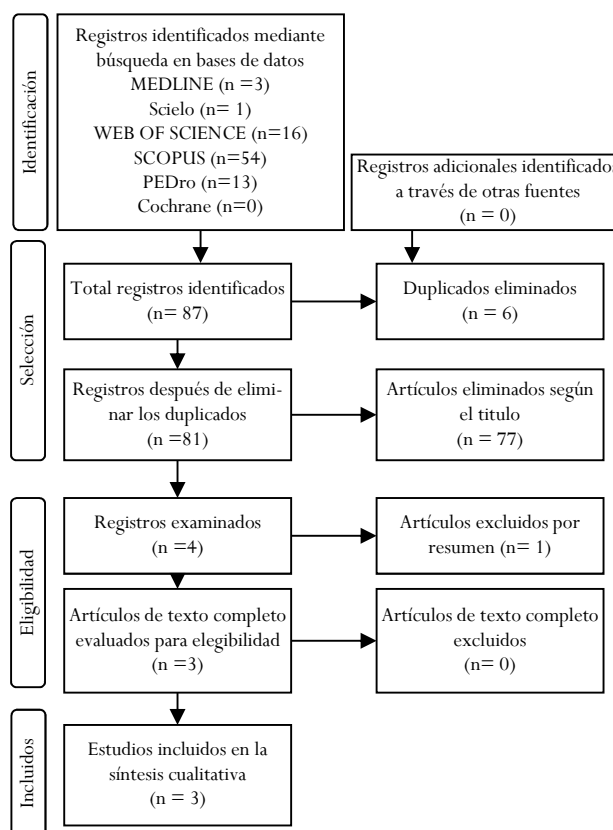 Identificación
Registros identificados mediante
búsqueda en bases de datos
MEDLINE (n =3)
Scielo (n= 1)
WEB OF SCIENCE (n=16)
SCOPUS (n=54)
PEDro (n=13)
Cochrane (n=0)
Registros adicionales identificados
a través de otras fuentes
(n = 0)
Selección
Total registros identificados
(n= 87)
Duplicados eliminados
(n = 6)
Registros después de elimi-
nar los duplicados
(n =81)
Artículos eliminados según
el titulo
(n = 77)
Eligibilidad
Registros examinados
(n =4)
Artículos excluidos por
resumen (n= 1)
Artículos de texto completo
evaluados para elegibilidad
(n =3)
Artículos de texto completo
excluidos
(n= 0)
Incluidos
Estudios incluidos en la
síntesis cualitativa
(n = 3)